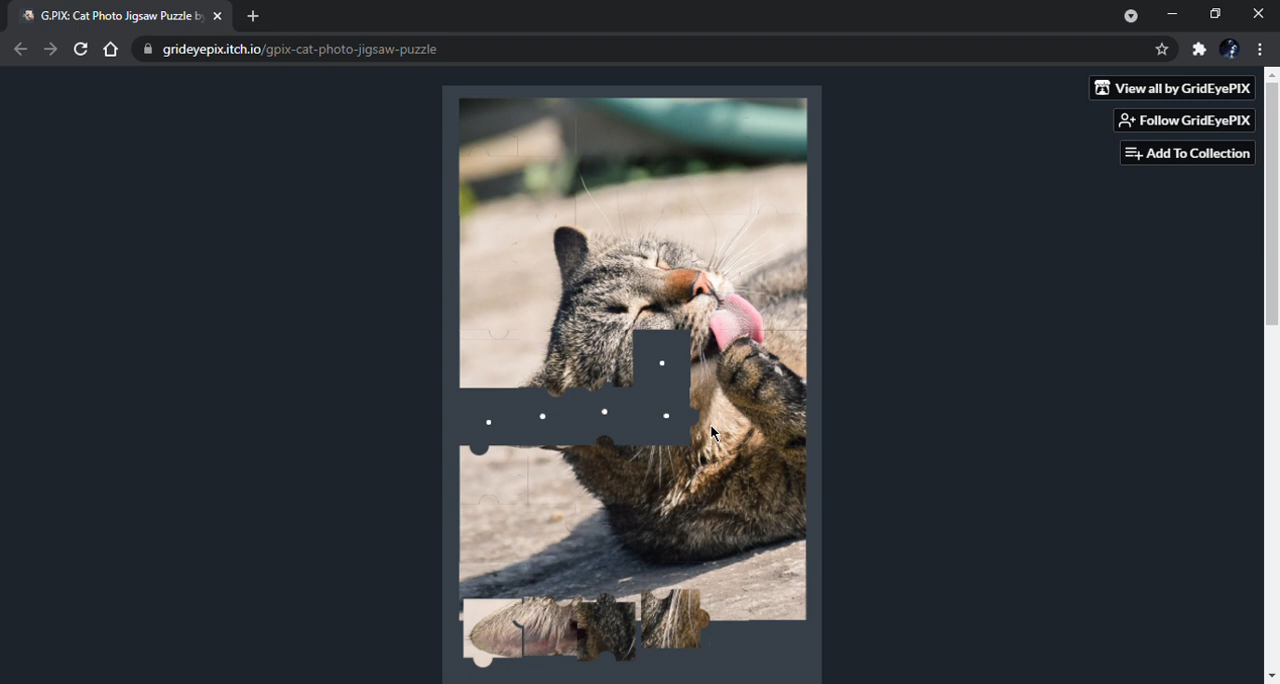 G.PIX: Cat Photo Jigsaw Puzzle by
grideyepix.itch.io/gpix-cat-photo-jigsaw-puzzle
View all by GridEyePIX
Follow GridEyePIX
Add To Collection